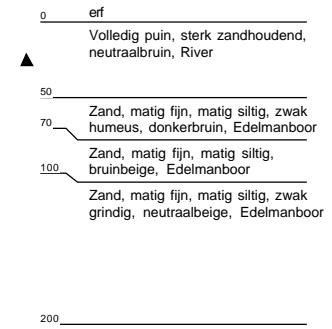 0 erf
Volledig puin, sterk zandhoudend,
neutraalbruin, River
50
Zand, matig fijn, matig siltig, zwak
70 humeus, donkerbruin, Edelmanboor
Zand, matig fijn, matig siltig,
100 bruinbeige, Edelmanboor
Zand, matig fijn, matig siltig, zwak
grindig, neutraalbeige, Edelmanboor
200